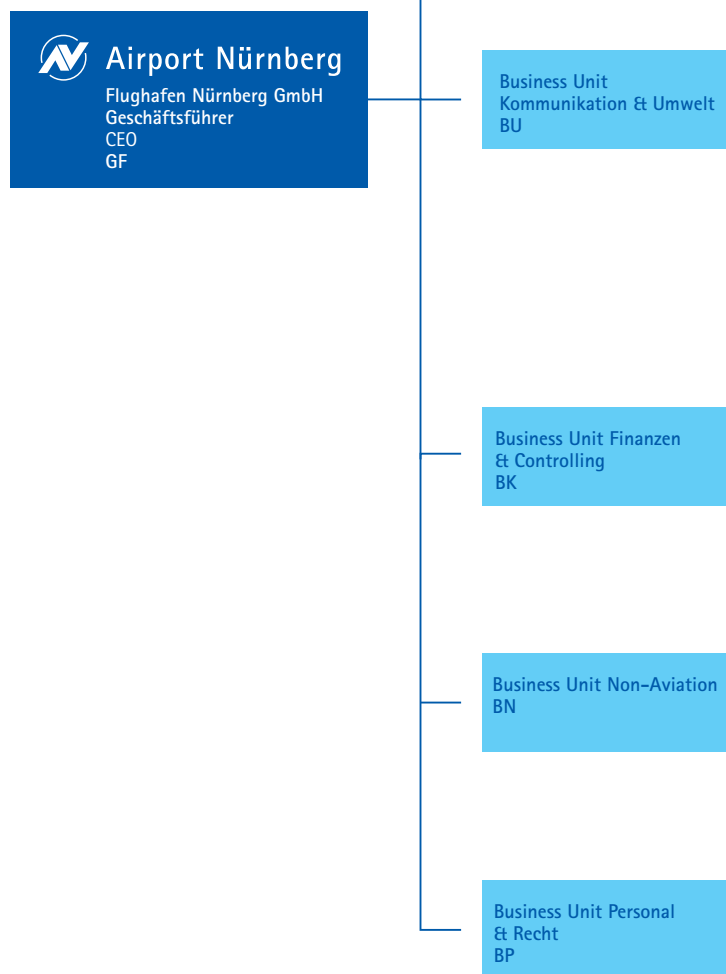 Airport Nürnberg
Flughafen Nürnberg GmbH
Geschäftsführer
CEO
GF
Business Unit
Kommunikation & Umwelt
BU
Business Unit Finanzen
& Controlling
BK
Business Unit Non-Aviation
BN
Business Unit Personal
& Recht
BP